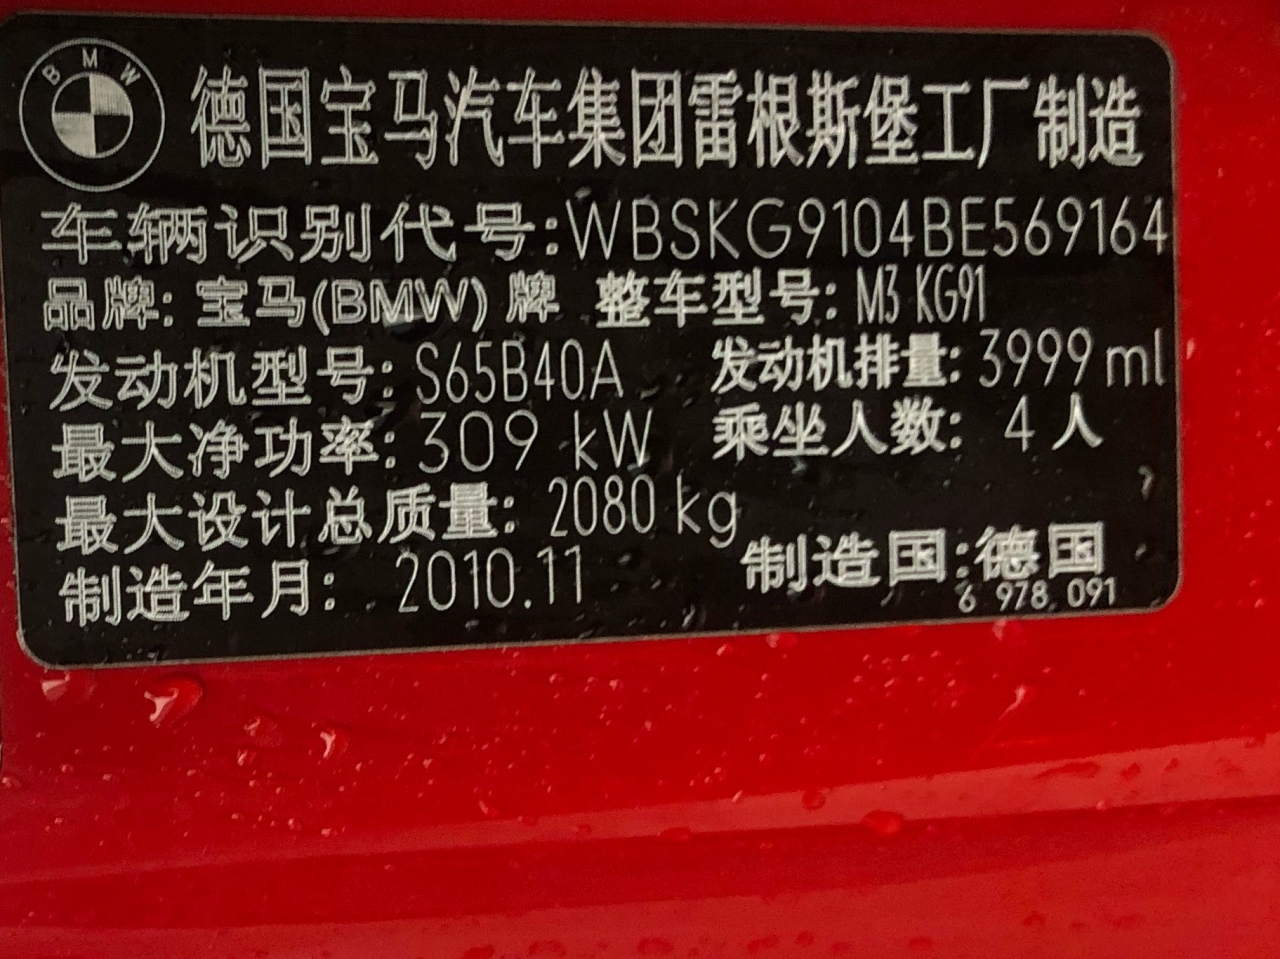 BMW
德国宝马汽车集团雷根斯堡工厂制造
车辆识别代号:WBSKG9104BE569164
品牌: 宝马(BMW) 牌 整车型号: M3 KG91
发动机型号: S65B40A 发动机排量: 3999 ml
最大净功率: 309 kW 乘坐人数: 4 人
最大设计总质量: 2080 kg
制造年月: 2010.11 制造国:德国
6 978 091